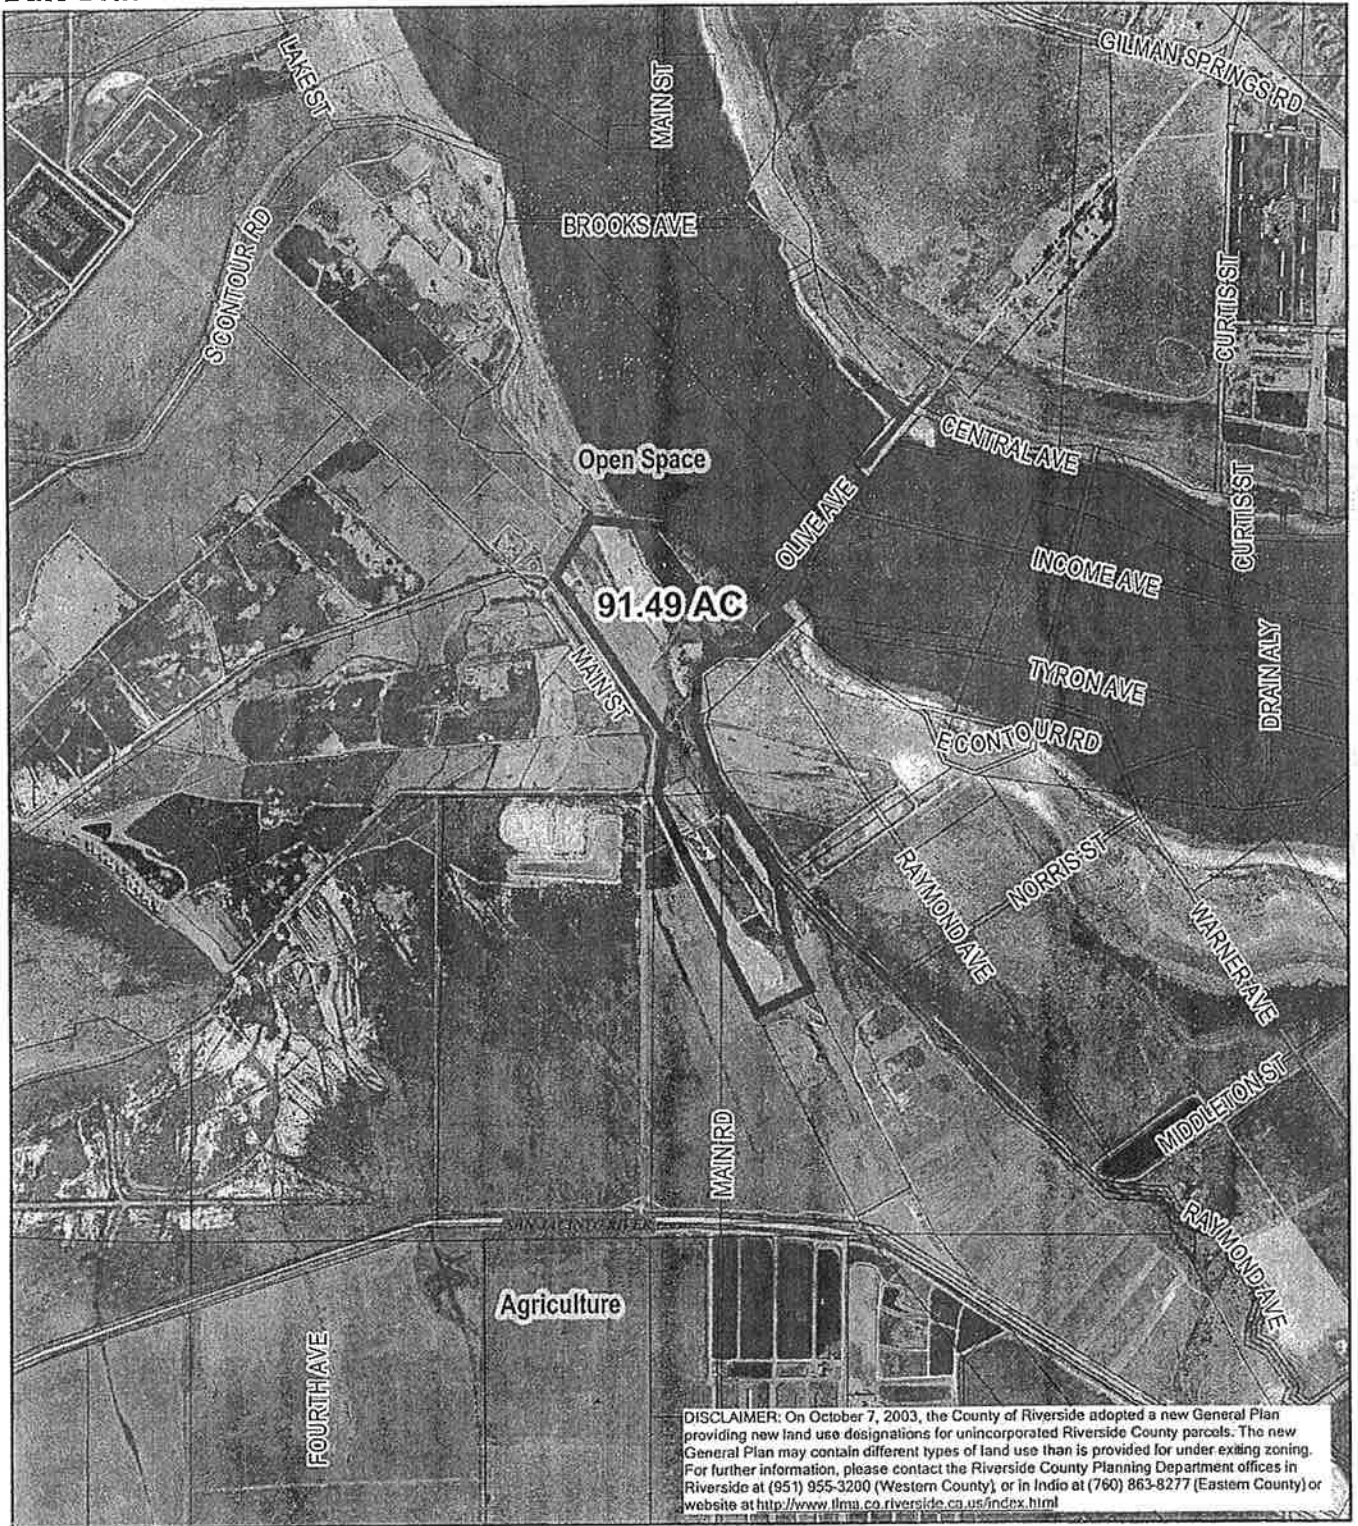 LAKE ST
MAIN ST
GILMAN SPRINGS RD
BROOKS AVE
S CONTOUR RD
CURTIS ST
CENTRAL AVE
Open Space
OLIVE AVE
CURTIS ST
INCOME AVE
91.49 AC
TYRON AVE
DRAIN ALY
MAIN ST
E CONTOUR RD
RAYMOND AVE
NORRIS ST
WARNER AVE
MIDDLETON ST
MAIN RD
SAN JACINTO RIVER
RAYMOND AVE
Agriculture
FOURTH AVE
DISCLAIMER: On October 7, 2003, the County of Riverside adopted a new General Plan
providing new land use designations for unincorporated Riverside County parcels. The new
General Plan may contain different types of land use than is provided for under existing zoning.
For further information, please contact the Riverside County Planning Department offices in
Riverside at (951) 955-3200 (Western County), or in Indio at (760) 863-8277 (Eastern County) or
website at http://www.tlma.co.riverside.ca.us/index.html